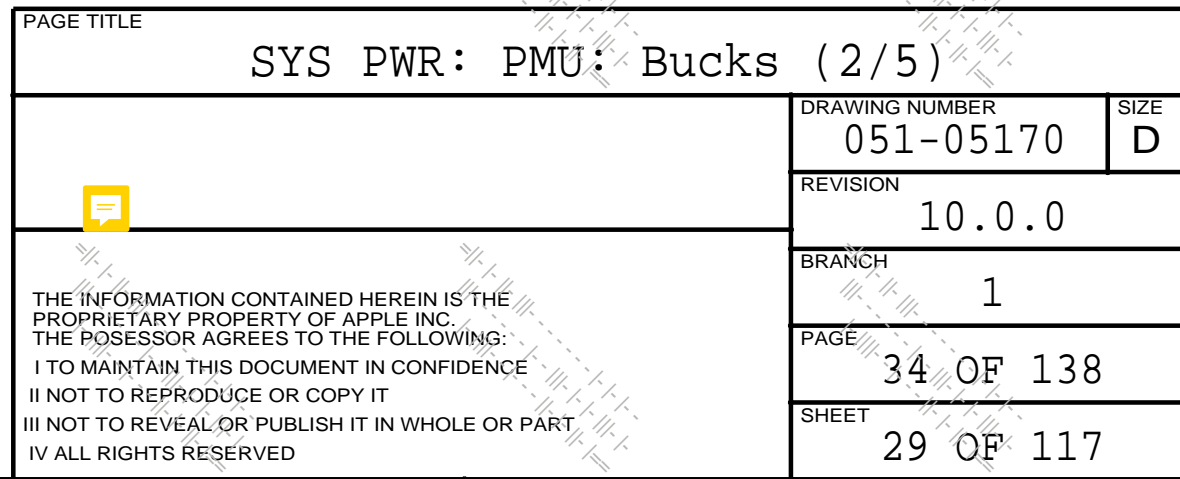 PAGE TITLE
SYS PWR: PMU: Bucks (2/5)
DRAWING NUMBER
051-05170
SIZE
D
REVISION
10.0.0
BRANCH
1
THE INFORMATION CONTAINED HEREIN IS THE
PROPRIETARY PROPERTY OF APPLE INC.
THE POSESSOR AGREES TO THE FOLLOWING:
I TO MAINTAIN THIS DOCUMENT IN CONFIDENCE
II NOT TO REPRODUCE OR COPY IT
III NOT TO REVEAL OR PUBLISH IT IN WHOLE OR PART
IV ALL RIGHTS RESERVED
PAGE
34 OF 138
SHEET
29 OF 117